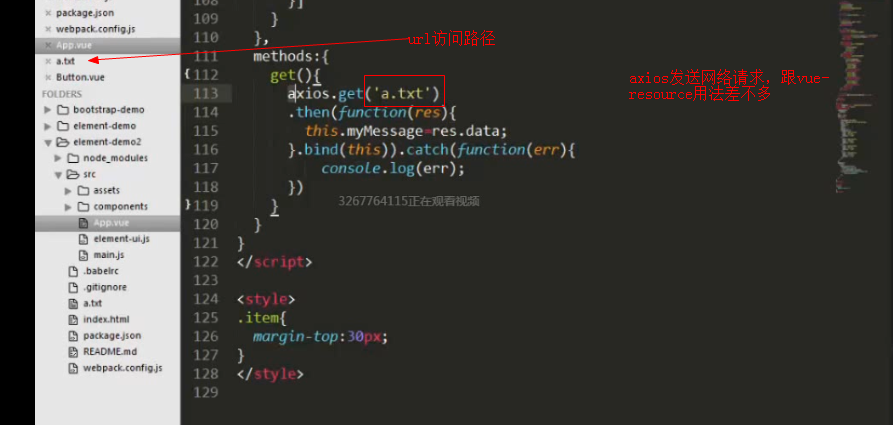 package.json
webpack.config.js
App.vue
a.txt
Button.vue
FOLDERS
bootstrap-demo
element-demo
element-demo2
node_modules
src
assets
components
App.vue
element-ui.js
main.js
.babelrc
.gitignore
a.txt
index.html
package.json
README.md
webpack.config.js
108 }]
109 }
110 },
111 methods:{
112 get(){
113 axios.get('a.txt')
114 .then(function(res){
115 this.myMessage=res.data;
116 }.bind(this)).catch(function(err){
117 console.log(err);
118 })
119 }
120 }
121 }
122 </script>
123
124 <style>
125 .item{
126 margin-top:30px;
127 }
128 </style>
129
url访问路径
axios发送网络请求，跟vue-
resource用法差不多
3267764115正在观看视频